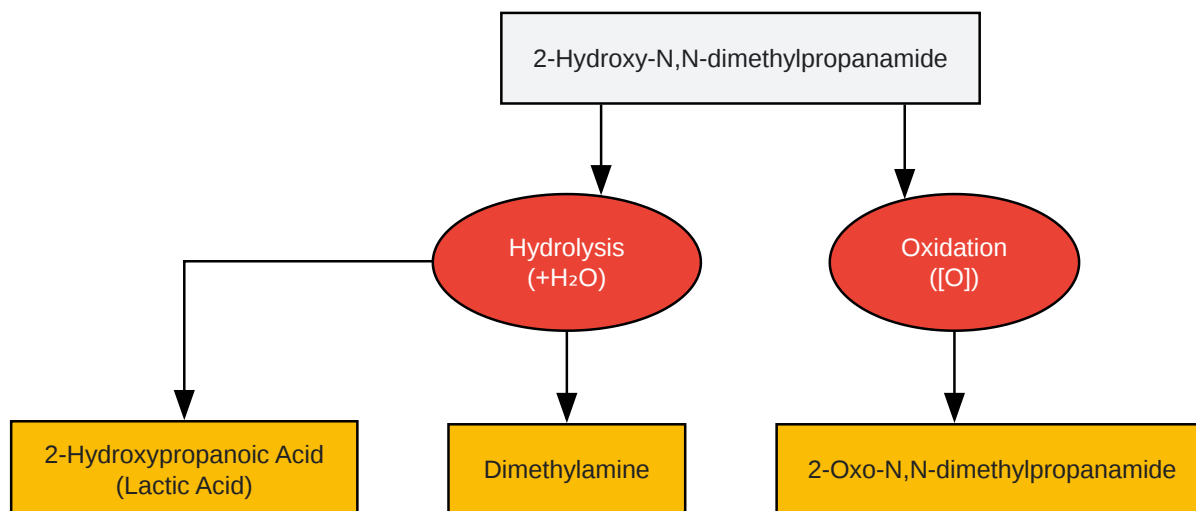 2-Hydroxy-N,N-dimethylpropanamide
Hydrolysis
(+H₂O)
Oxidation
([O])
2-Hydroxypropanoic Acid
(Lactic Acid)
Dimethylamine
2-Oxo-N,N-dimethylpropanamide